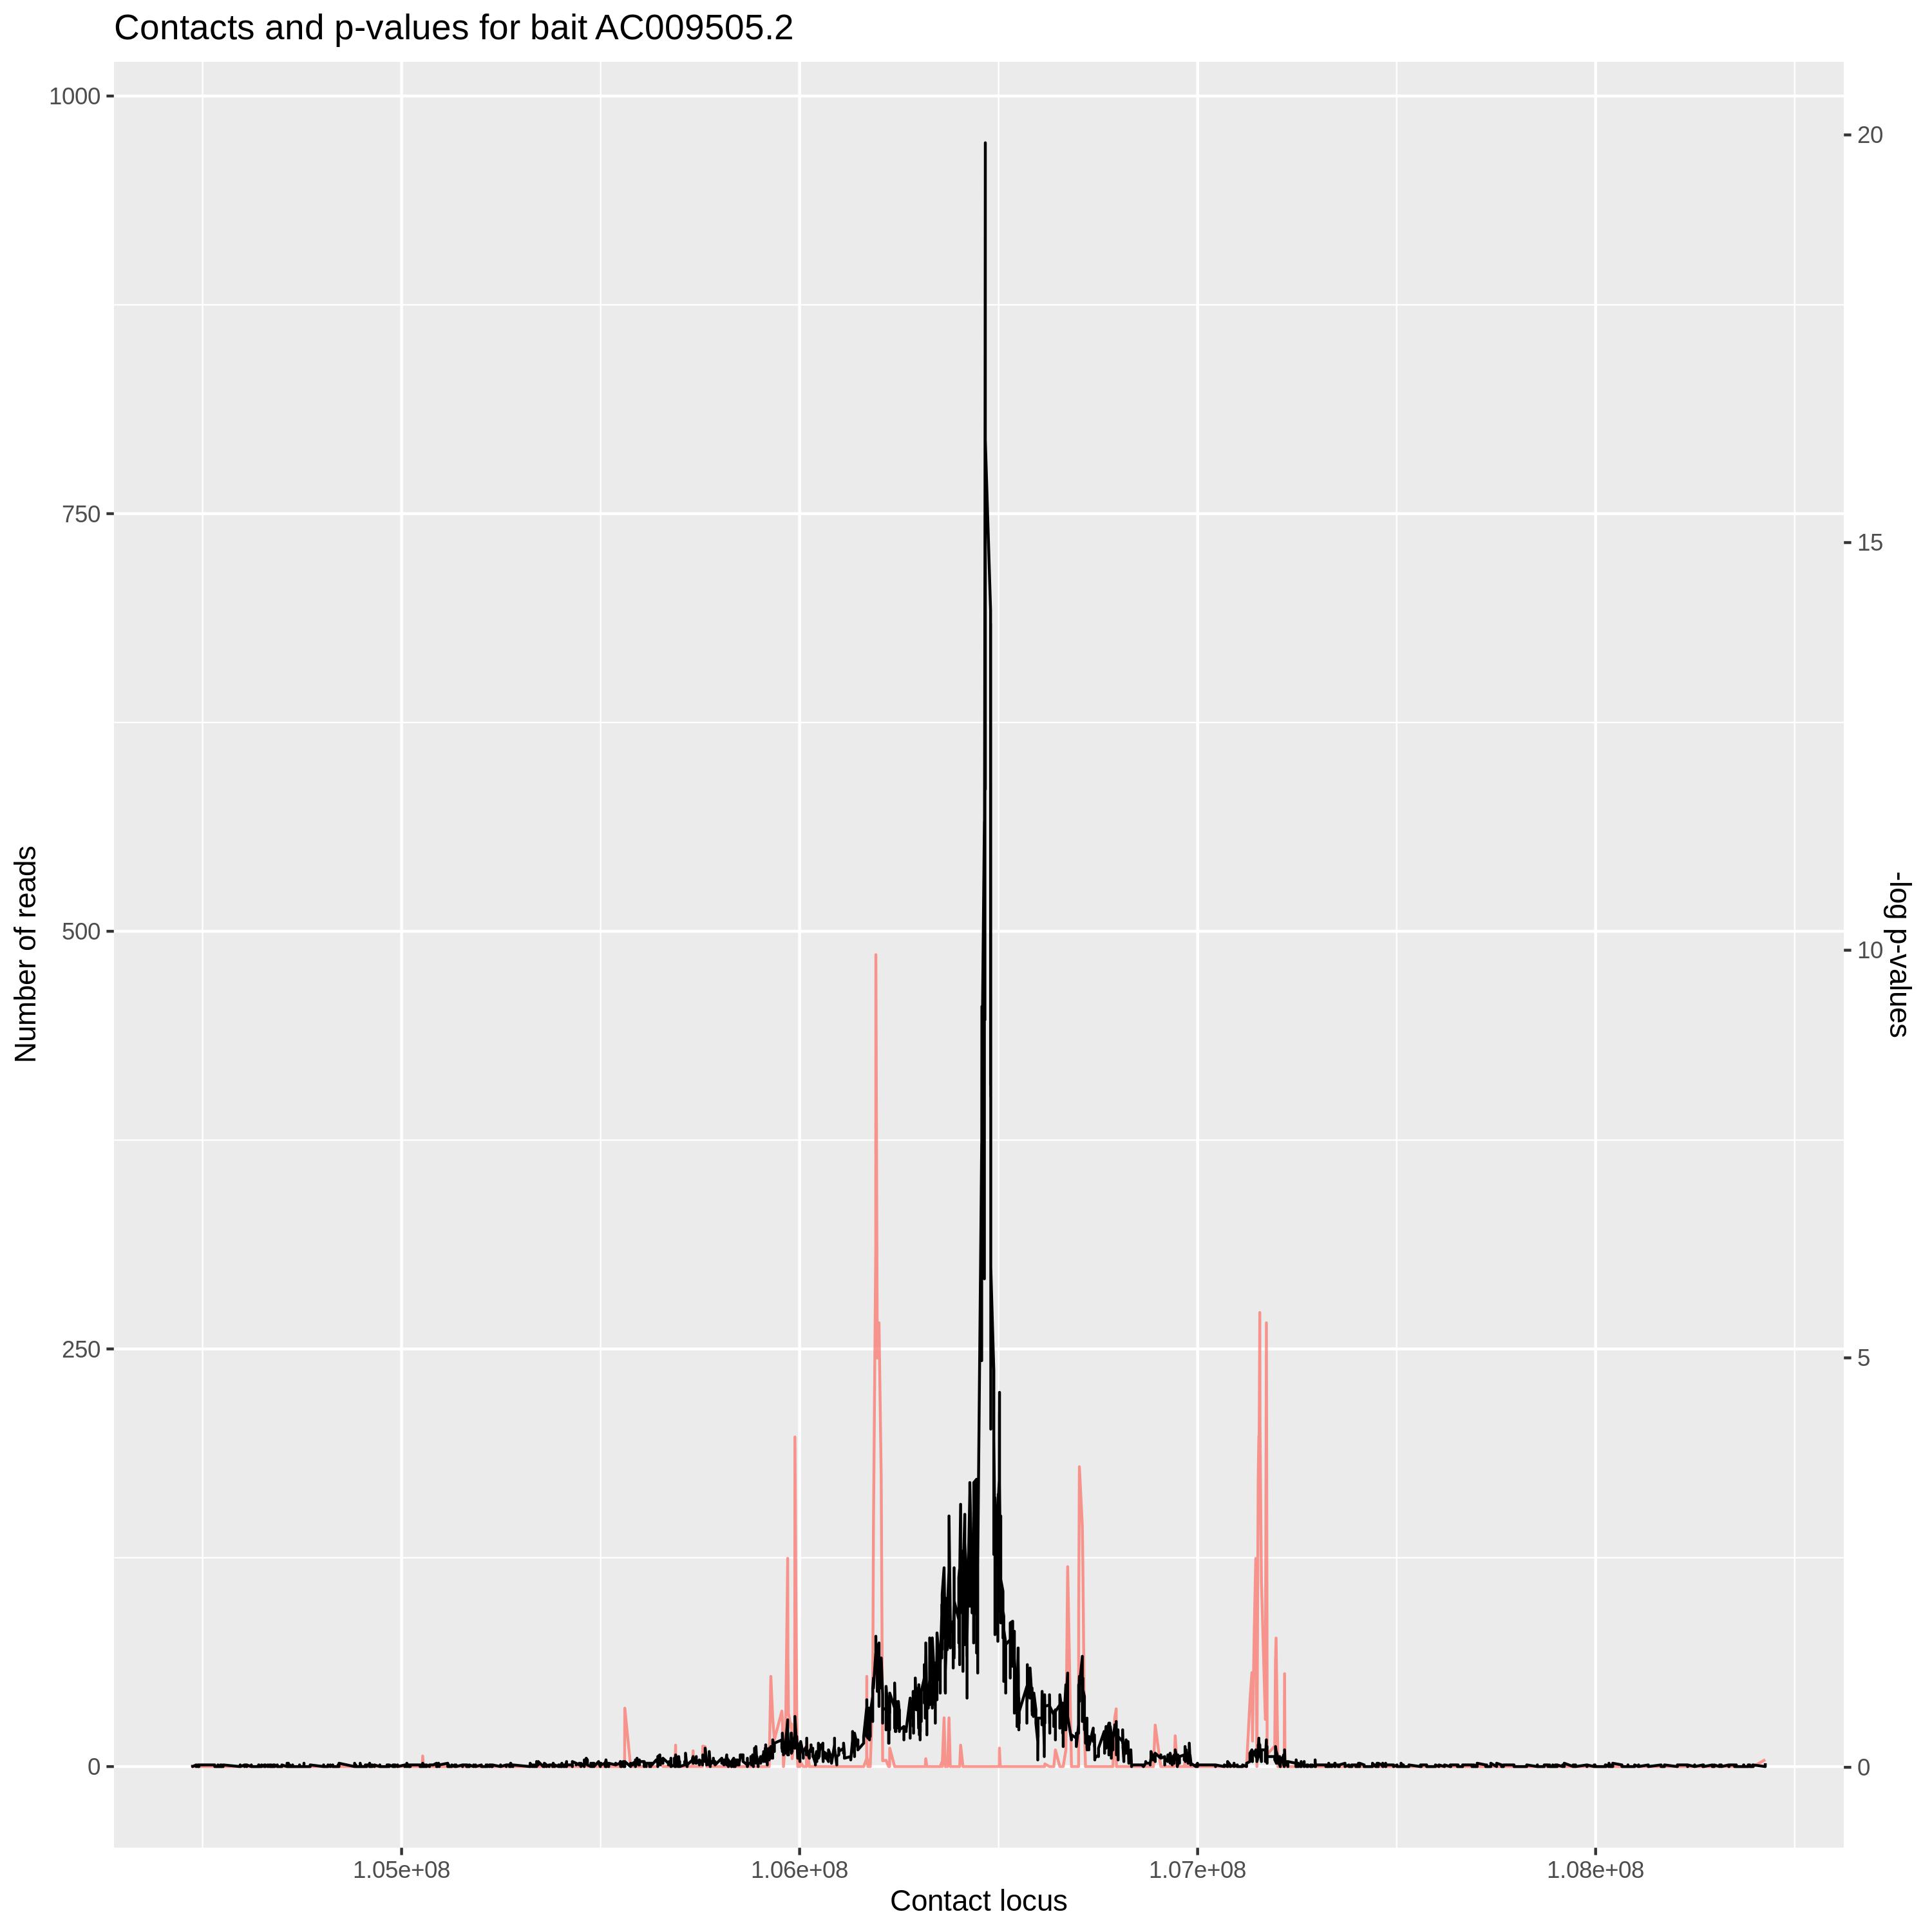 Contacts and p-values for bait AC009505.2
1000
750
500
250
0
Number of reads
20
15
10
5
0
-log p-values
1.05e+08
1.06e+08
1.07e+08
1.08e+08
Contact locus